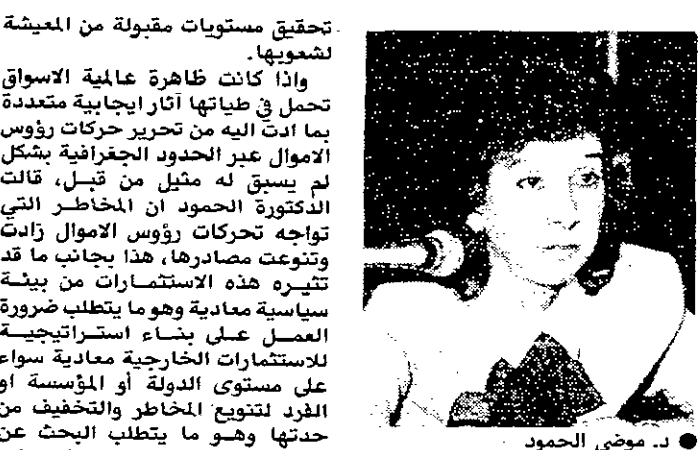 تحقيق مستويات مقبولة من المعيشة
لشعوبها.
واذا كانت ظاهرة عالمية الاسواق
تحمل في طياتها آثار ايجابية متعددة
بما ادت اليه من تحرير حركات رؤوس
الاموال عبر الحدود الجغرافية بشكل
لم يسبق له مثيل من قبل، قالت
الدكتورة الحمود ان المخاطر التي
تواجه تحركات رؤوس الاموال زادت
وتنوعت مصادرها، هذا بجانب ما قد
تثيره هذه الاستثمارات من بيئة
سياسية معادية وهو ما يتطلب ضرورة
العمل على بناء استراتيجية
للاستثمارات الخارجية معادية سواء
على مستوى الدولة أو المؤسسة او
الفرد لتنويع المخاطر والتخفيف من
حدتها وهو ما يتطلب البحث عن
● د. موضي الحمود